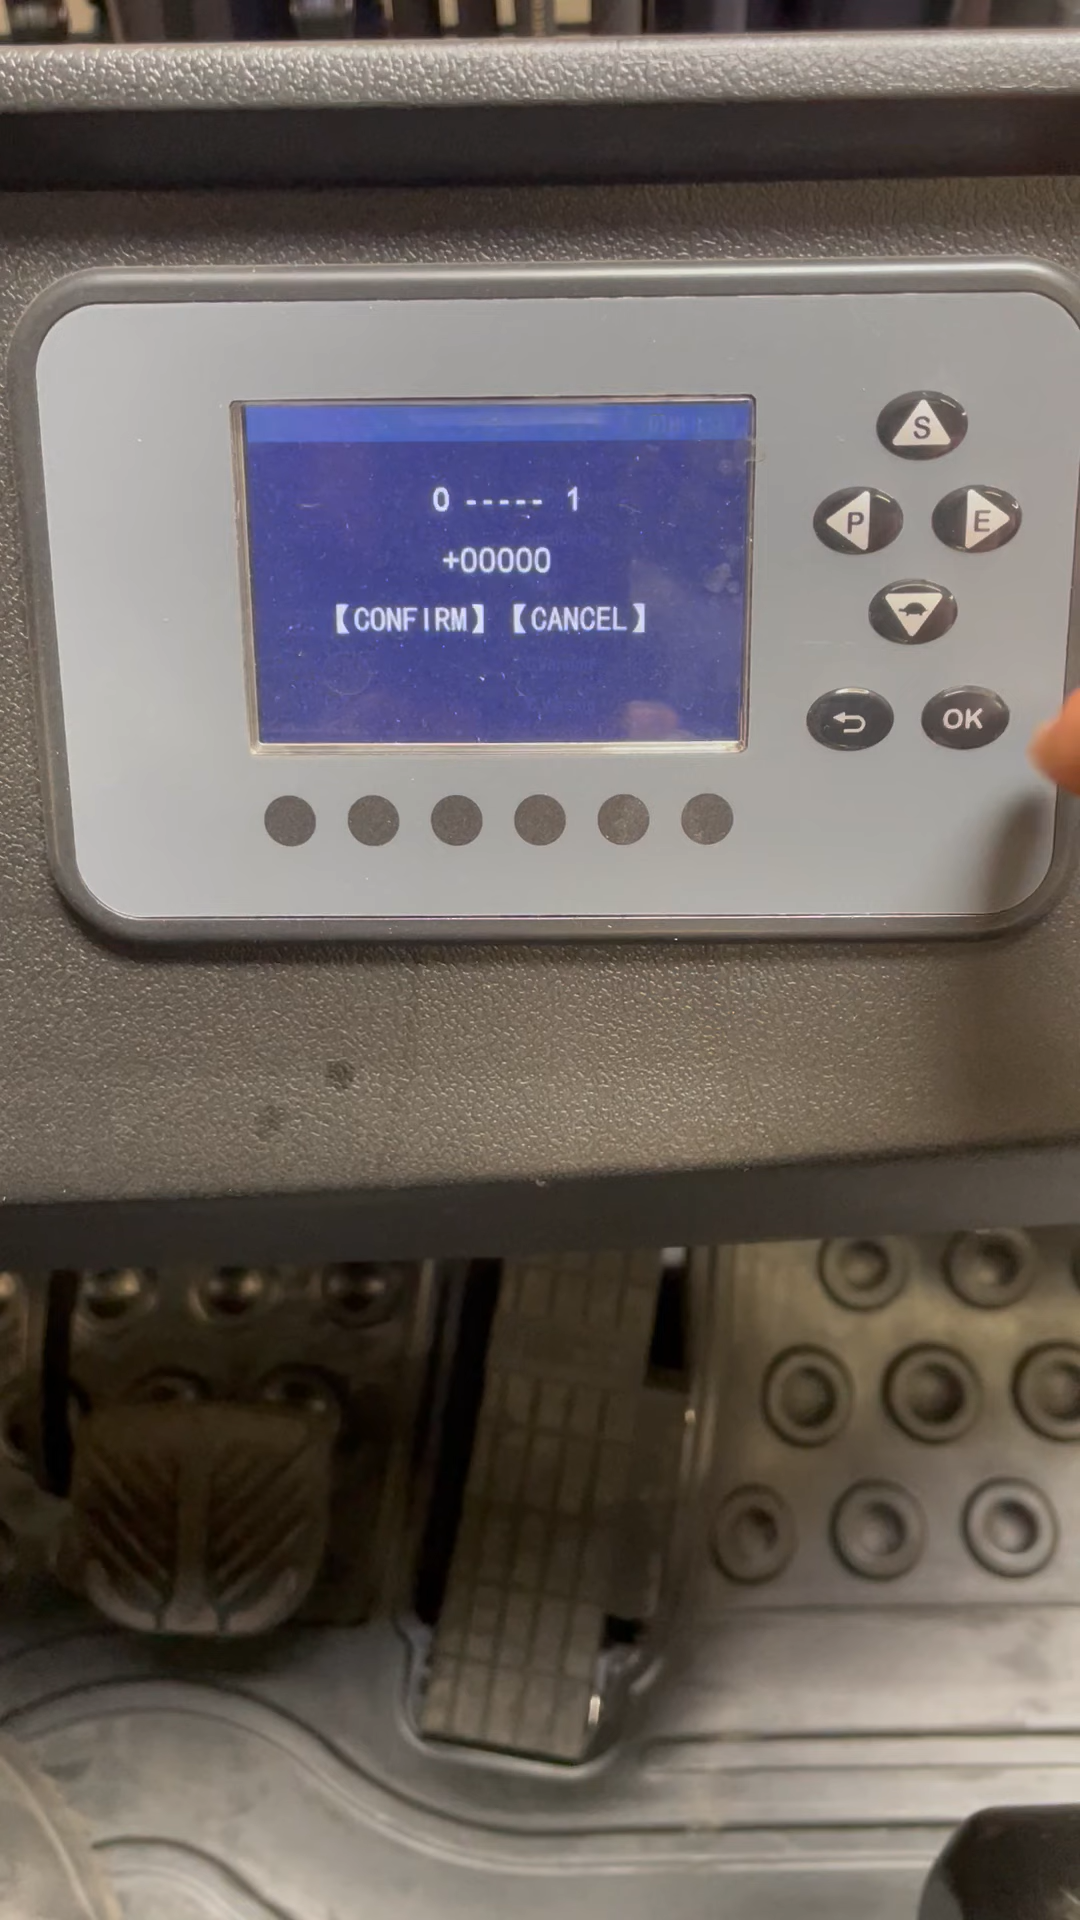 0 ----- 1
+00000
【CONFIRM】 【CANCEL】
S
P
E
OK